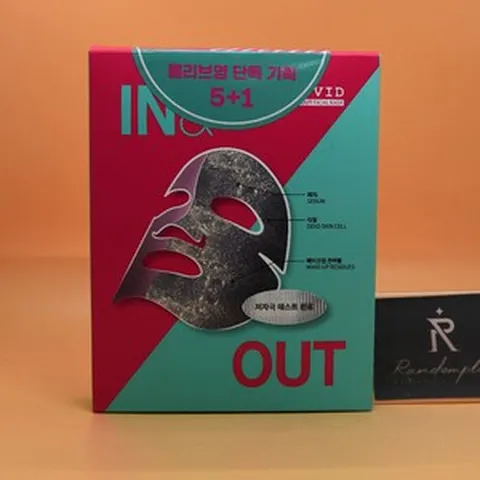 올리브영 단독 기획
5+1
IN&
VID
피지
SEBUM
각질
DEAD SKIN CELL
메이크업 잔여물
MAKE-UP RESIDUES
저자극 테스트 완료
OUT
R